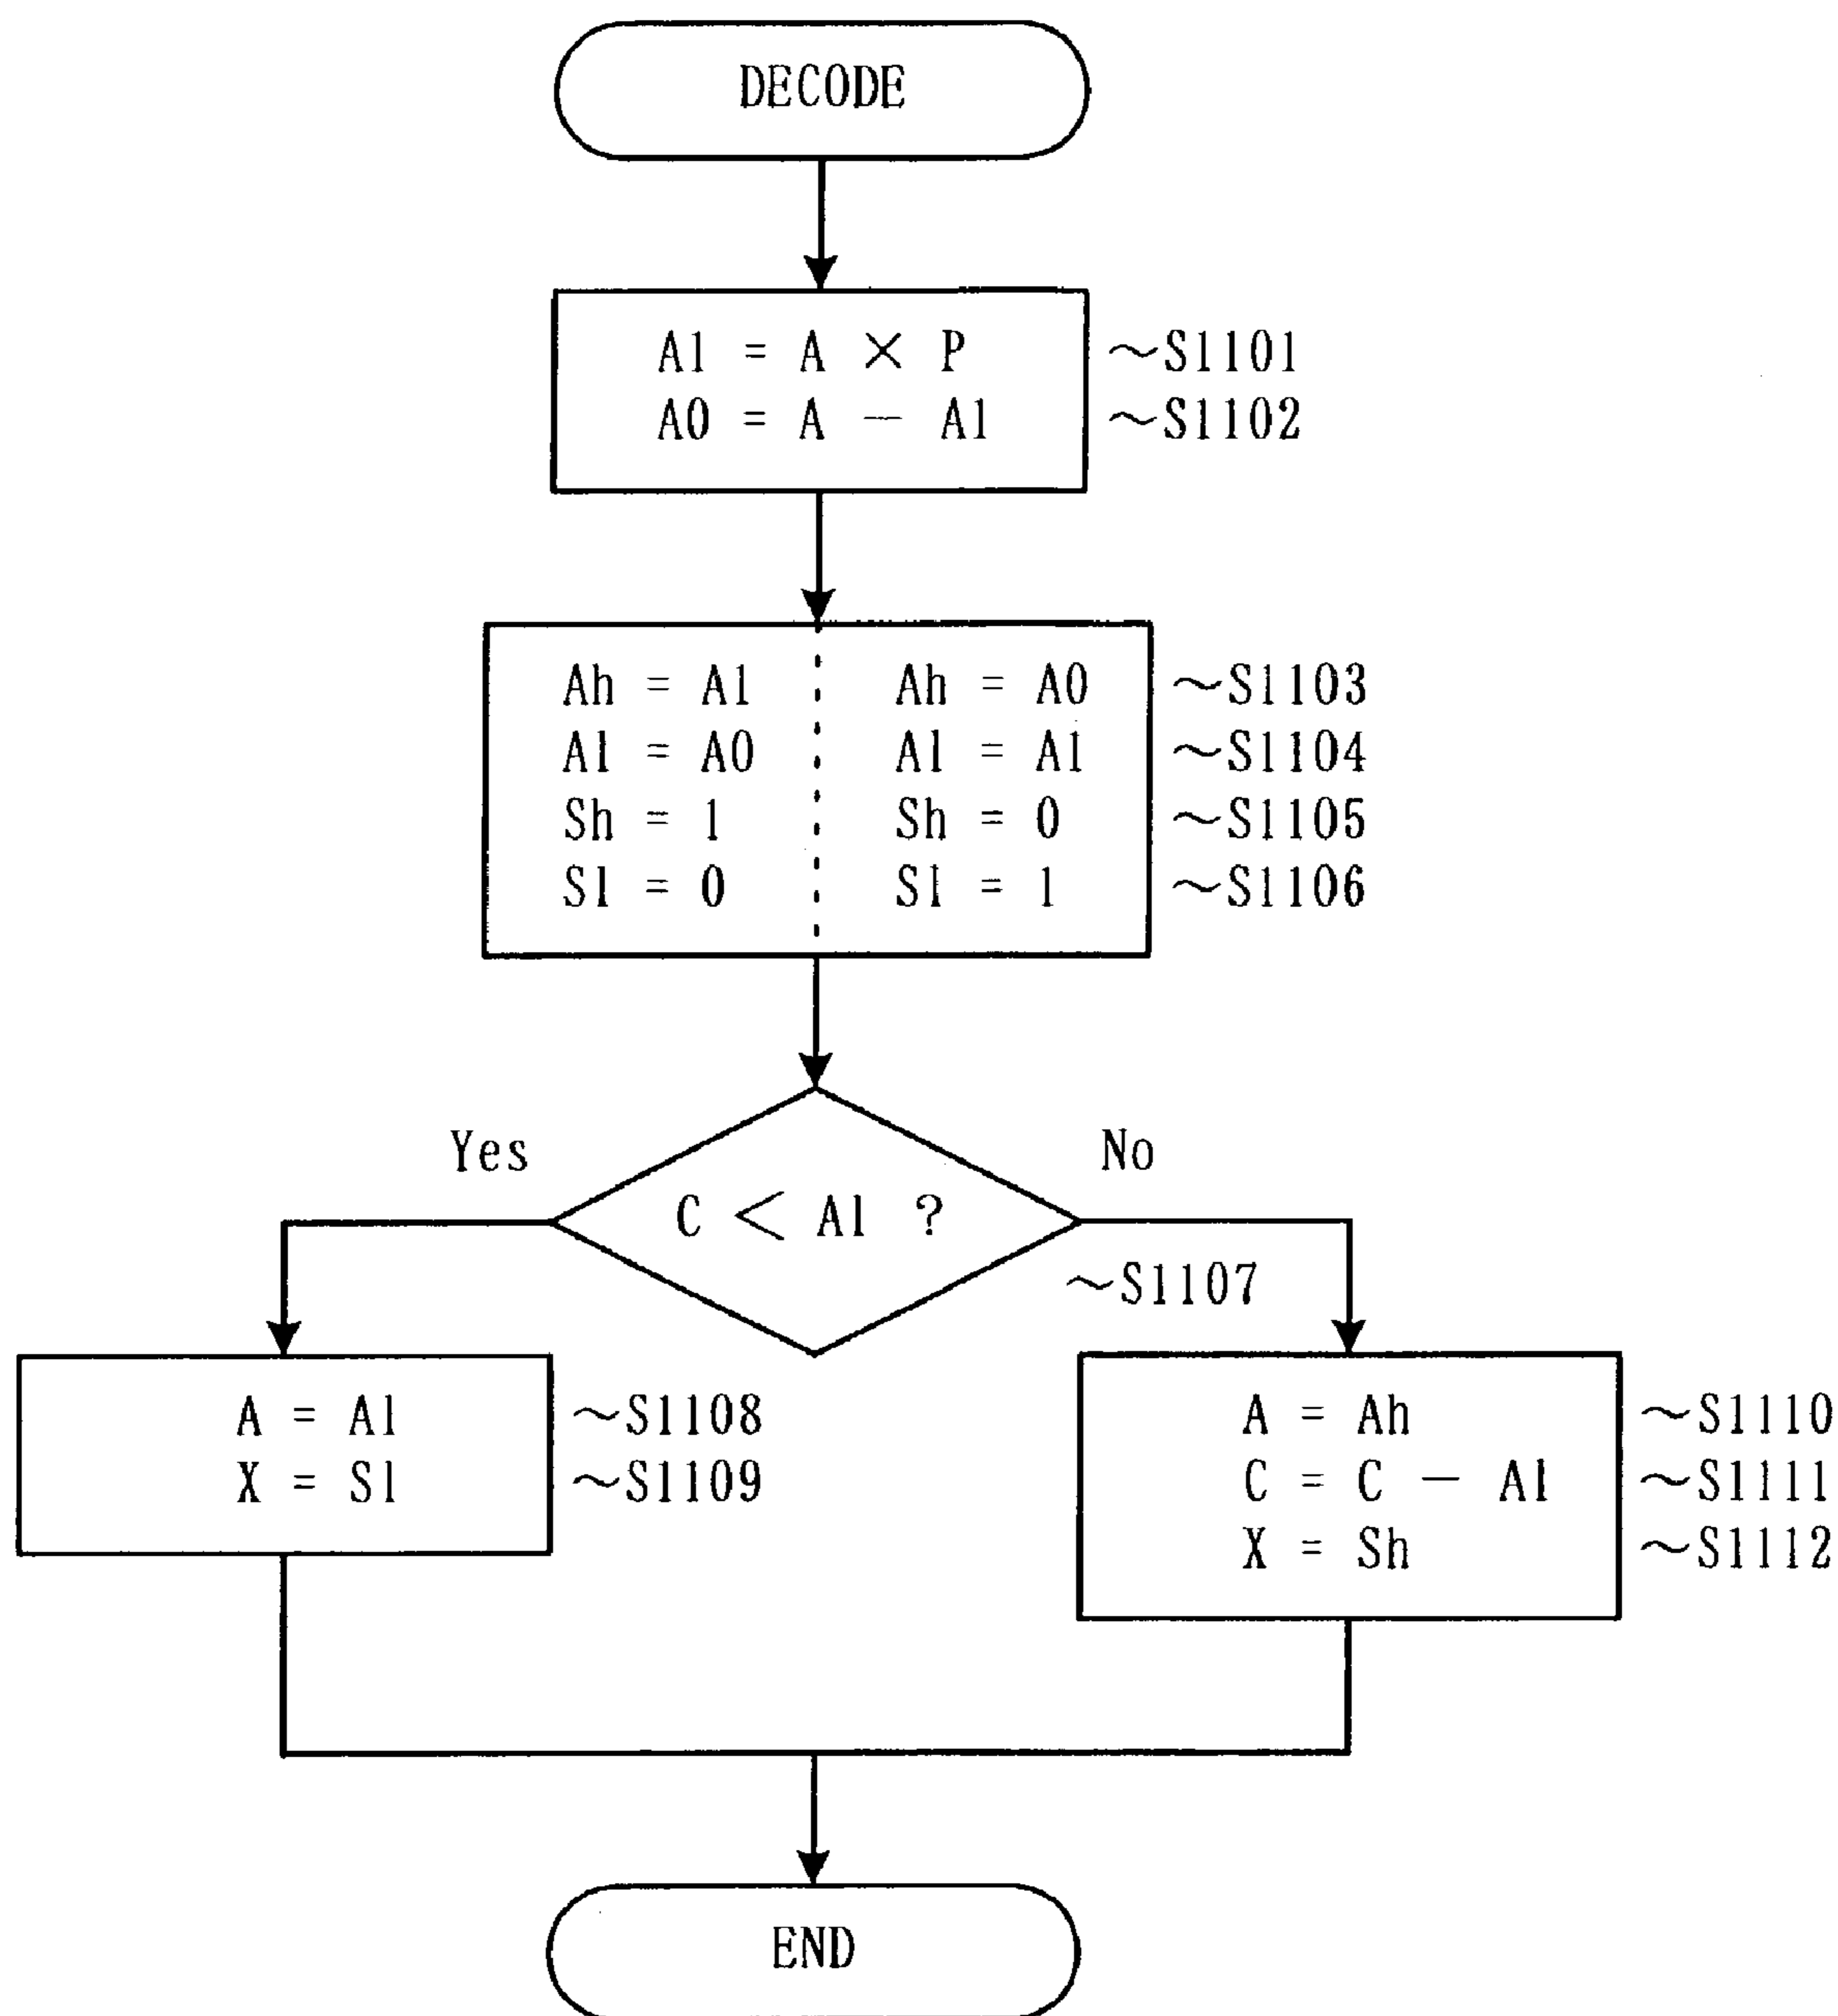 DECODE
A1 = A × P ~S1101
A0 = A − A1 ~S1102
Ah = A1 Ah = A0 ~S1103
Al = A0 Al = A1 ~S1104
Sh = 1 Sh = 0 ~S1105
Sl = 0 Sl = 1 ~S1106
Yes No
C < Al ?
~S1107
A = Al ~S1108 A = Ah ~S1110
X = Sl ~S1109 C = C − Al ~S1111
X = Sh ~S1112
END